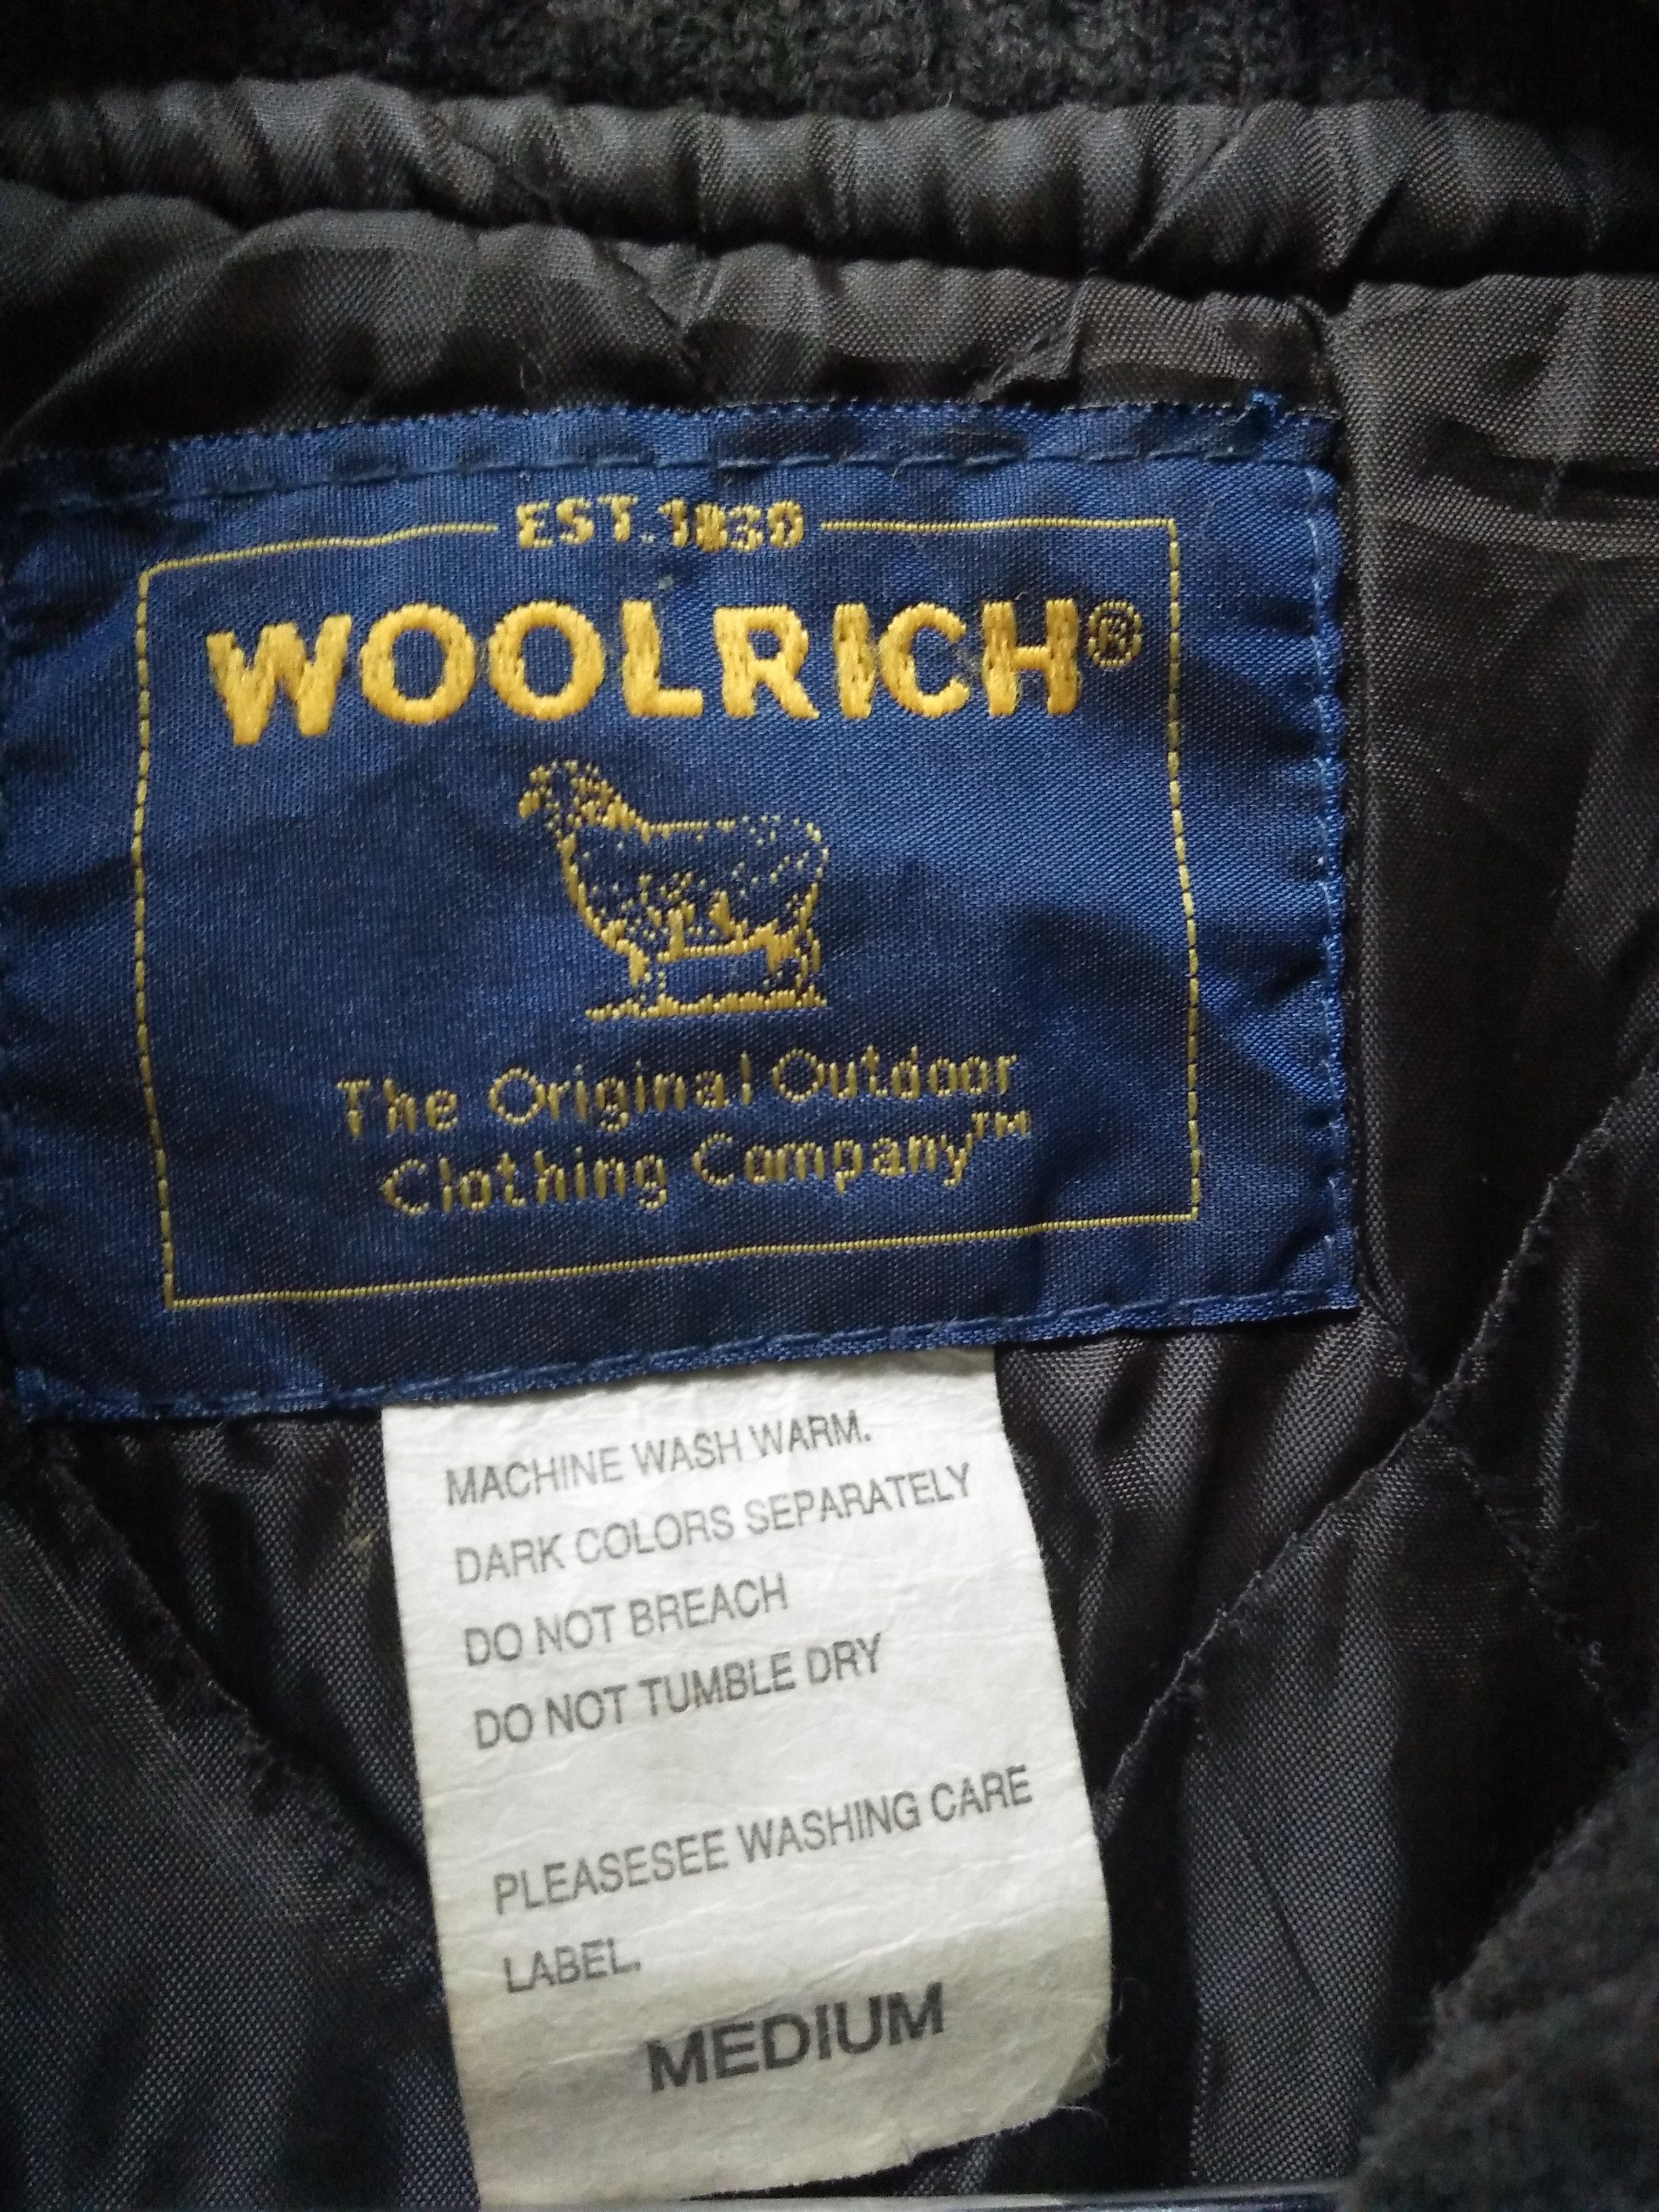 EST. 1830
WOOLRICH®
The Original Outdoor
Clothing Company™
MACHINE WASH WARM.
DARK COLORS SEPARATELY
DO NOT BREACH
DO NOT TUMBLE DRY
PLEASESEE WASHING CARE
LABEL.
MEDIUM